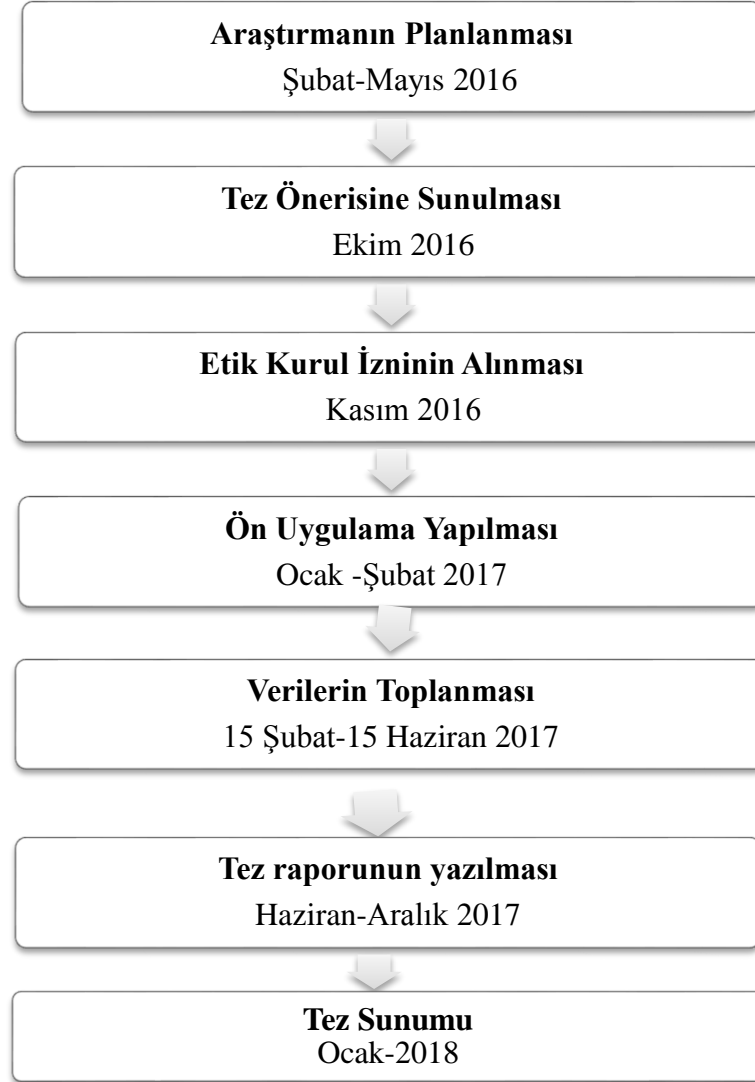 Araştırmanın Planlanması
Şubat-Mayıs 2016
Tez Önerisine Sunulması
Ekim 2016
Etik Kurul İzninin Alınması
Kasım 2016
Ön Uygulama Yapılması
Ocak -Şubat 2017
Verilerin Toplanması
15 Şubat-15 Haziran 2017
Tez raporunun yazılması
Haziran-Aralık 2017
Tez Sunumu
Ocak-2018